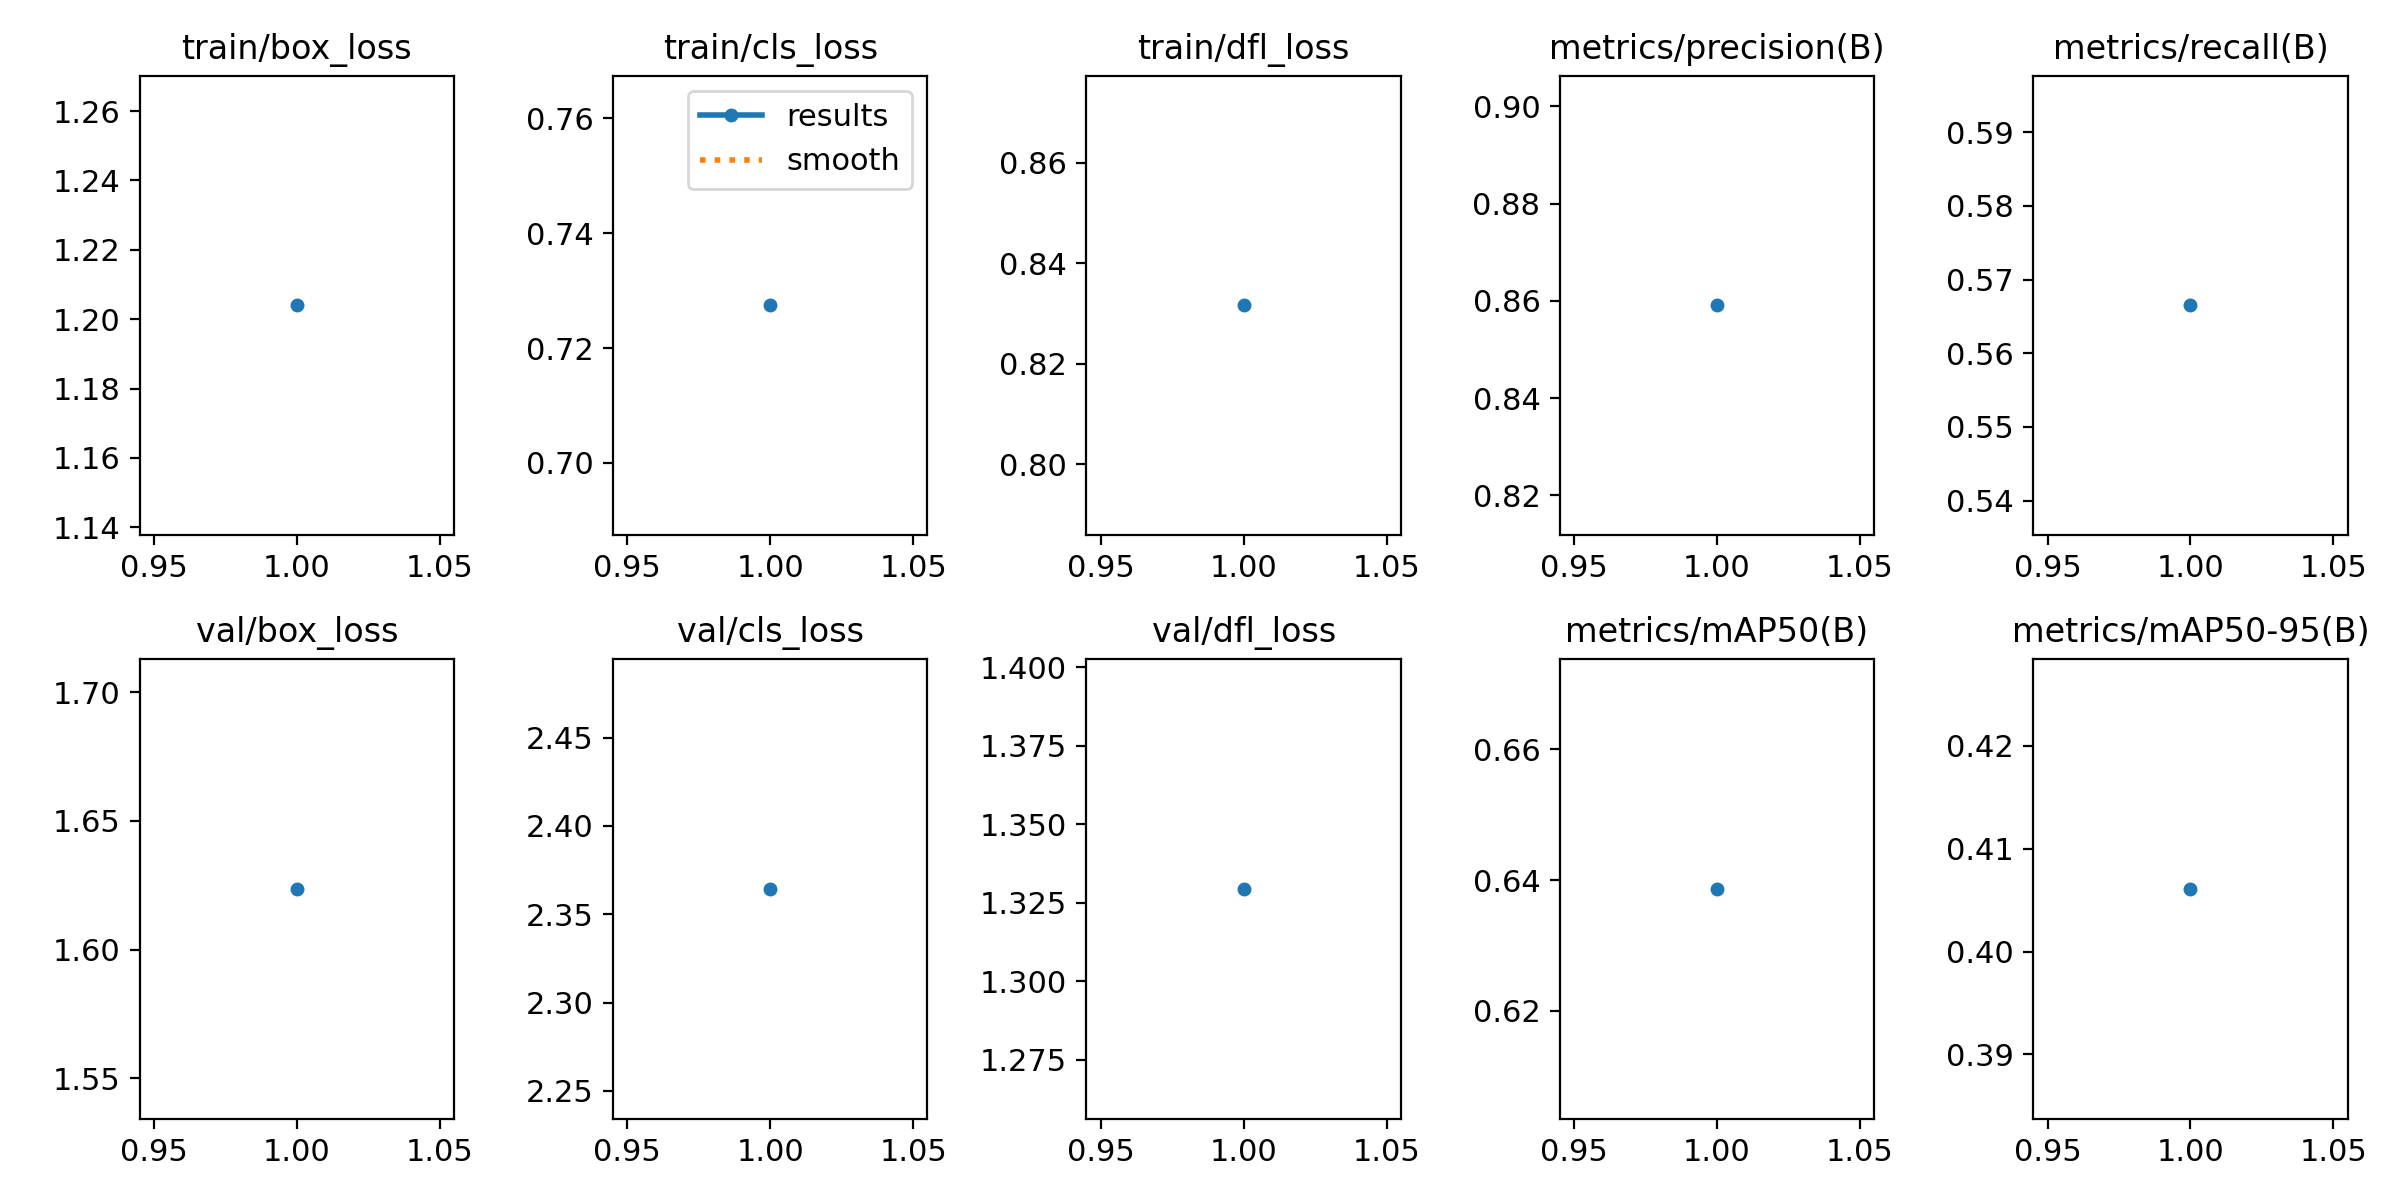 train/box_loss
1.26
1.24
1.22
1.20
1.18
1.16
1.14
0.95 1.00 1.05
train/cls_loss
results
smooth
0.76
0.74
0.72
0.70
0.95 1.00 1.05
train/dfl_loss
0.86
0.84
0.82
0.80
0.95 1.00 1.05
metrics/precision(B)
0.90
0.88
0.86
0.84
0.82
0.95 1.00 1.05
metrics/recall(B)
0.59
0.58
0.57
0.56
0.55
0.54
0.95 1.00 1.05
val/box_loss
1.70
1.65
1.60
1.55
0.95 1.00 1.05
val/cls_loss
2.45
2.40
2.35
2.30
2.25
0.95 1.00 1.05
val/dfl_loss
1.400
1.375
1.350
1.325
1.300
1.275
0.95 1.00 1.05
metrics/mAP50(B)
0.66
0.64
0.62
0.95 1.00 1.05
metrics/mAP50-95(B)
0.42
0.41
0.40
0.39
0.95 1.00 1.05